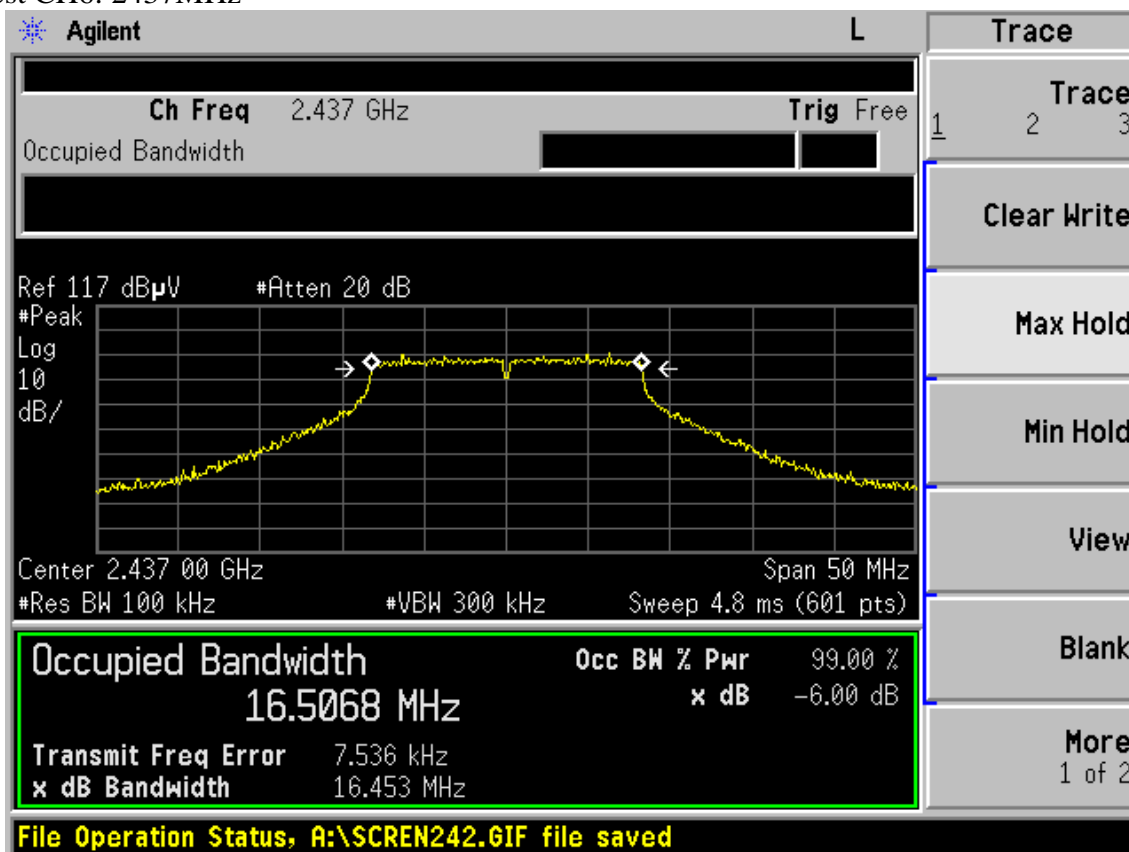 CH6: 2437MHz
Agilent L
Trace
Ch Freq 2.437 GHz Trig Free
Occupied Bandwidth
Trace
1 2 3
Clear Write
Max Hold
Min Hold
View
Blank
More
1 of 2
Ref 117 dBµV #Atten 20 dB
#Peak
Log
10
dB/
Center 2.437 00 GHz Span 50 MHz
#Res BW 100 kHz #VBW 300 kHz Sweep 4.8 ms (601 pts)
Occupied Bandwidth
16.5068 MHz
Occ BW % Pwr 99.00 %
x dB -6.00 dB
Transmit Freq Error 7.536 kHz
x dB Bandwidth 16.453 MHz
File Operation Status, A:\SCREN242.GIF file saved